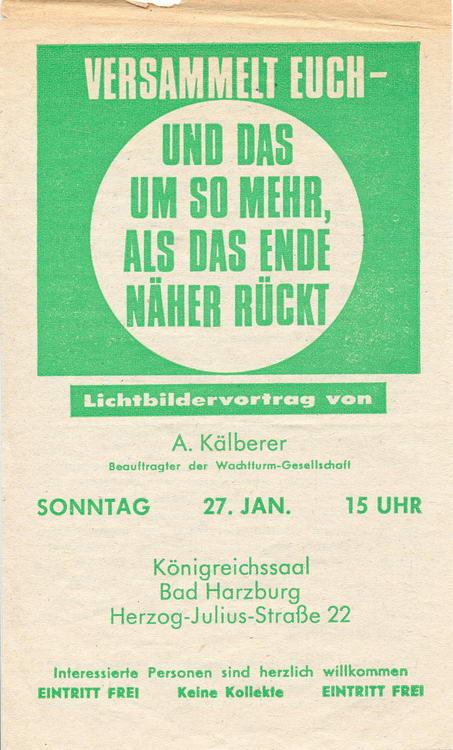 VERSAMMELT EUCH–
UND DAS
UM SO MEHR,
ALS DAS ENDE
NÄHER RÜCKT
Lichtbildervortrag von
A. Kälberer
Beauftragter der Wachtturm-Gesellschaft
SONNTAG 27. JAN. 15 UHR
Königreichssaal
Bad Harzburg
Herzog-Julius-Straße 22
Interessierte Personen sind herzlich willkommen
EINTRITT FREI Keine Kollekte EINTRITT FREI